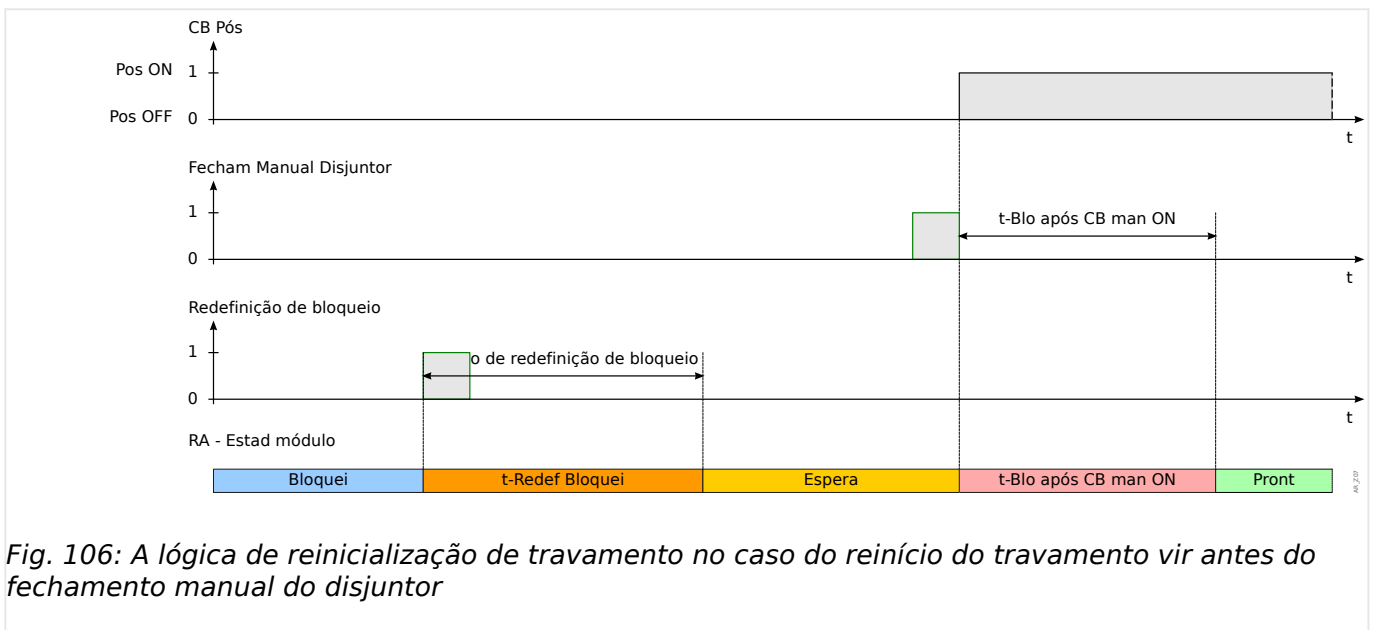 CB Pós
Pos ON 1
Pos OFF 0
t
Fecham Manual Disjuntor
1
t-Blo após CB man ON
0
t
Redefinição de bloqueio
1
o de redefinição de bloqueio
0
t
RA - Estad módulo
Bloquei t-Redef Bloquei Espera t-Blo após CB man ON Pront
AR_Z07
Fig. 106: A lógica de reinicialização de travamento no caso do reinício do travamento vir antes do
fechamento manual do disjuntor